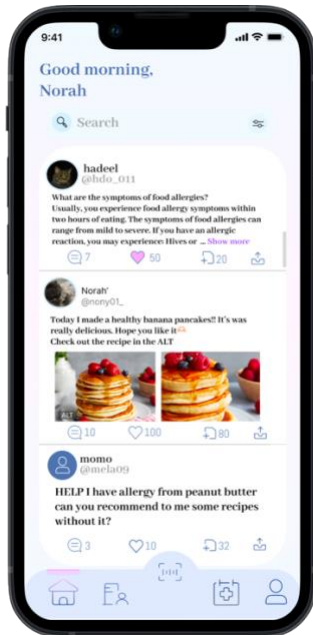 9:41
Good morning,
Norah
Search
hadeel
@hdo_011
What are the symptoms of food allergies?
Usually, you experience food allergy symptoms within
two hours of eating. The symptoms of food allergies can
range from mild to severe. If you have an allergic
reaction, you may experience: Hives or ... Show more
7 50 20
Norah'
@nony01_
Today I made a healthy banana pancakes!! It's was
really delicious. Hope you like it
Check out the recipe in the ALT
ALT
10 100 80
momo
@mela09
HELP I have allergy from peanut butter
can you recommend to me some recipes
without it?
3 10 32